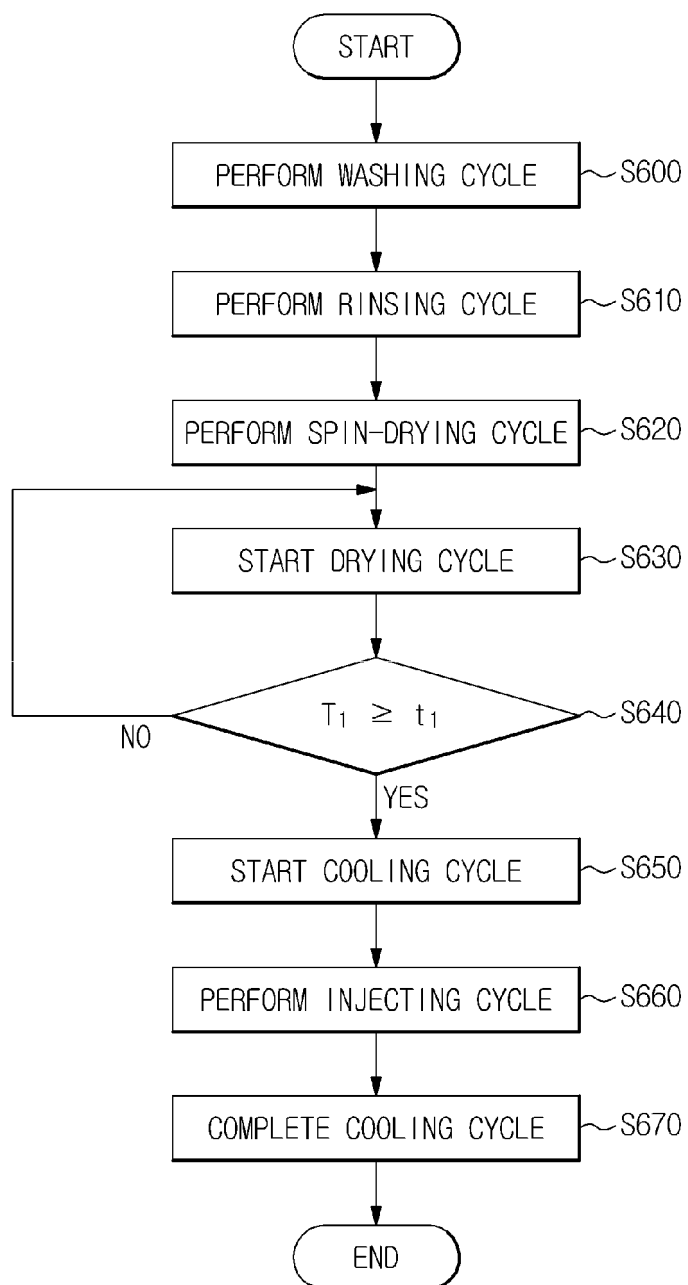 START
PERFORM WASHING CYCLE
S600
PERFORM RINSING CYCLE
S610
PERFORM SPIN-DRYING CYCLE
S620
START DRYING CYCLE
S630
T₁ ≥ t₁
S640
NO
YES
START COOLING CYCLE
S650
PERFORM INJECTING CYCLE
S660
COMPLETE COOLING CYCLE
S670
END